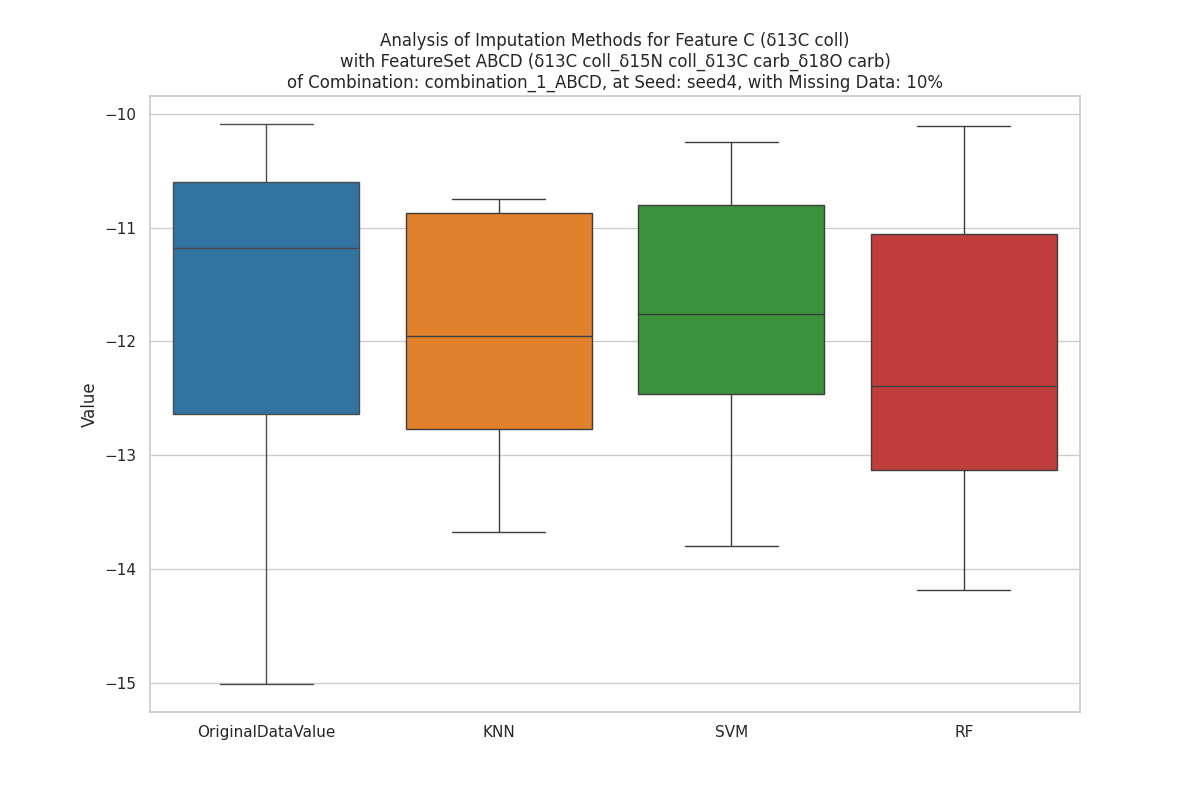 Analysis of Imputation Methods for Feature C (δ13C coll)
with FeatureSet ABCD (δ13C coll_δ15N coll_δ13C carb_δ18O carb)
of Combination: combination_1_ABCD, at Seed: seed4, with Missing Data: 10%
−10
−11
−12
−13
−14
−15
Value
OriginalDataValue
KNN
SVM
RF